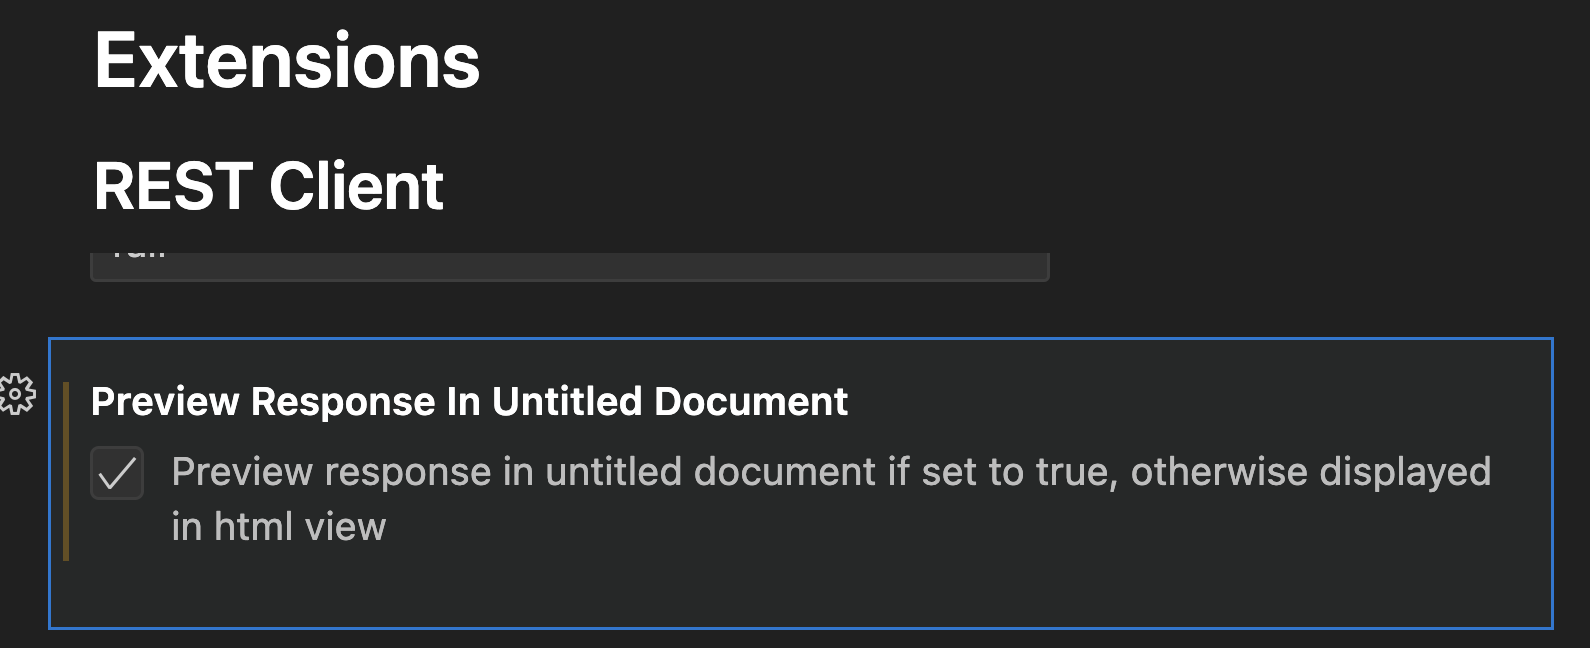 Extensions
REST Client
Preview Response In Untitled Document
Preview response in untitled document if set to true, otherwise displayed
in html view